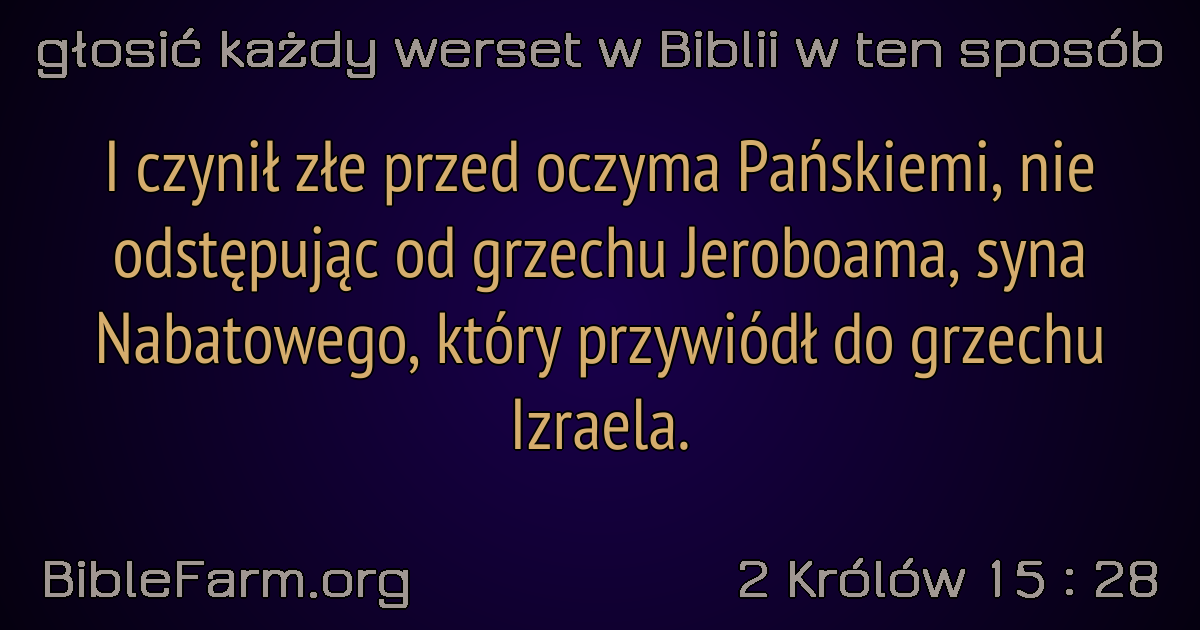 głosić każdy werset w Biblii w ten sposób
I czynił złe przed oczyma Pańskiemi, nie
odstępując od grzechu Jeroboama, syna
Nabatowego, który przywiódł do grzechu
Izraela.
BibleFarm.org
2 Królów 15 : 28